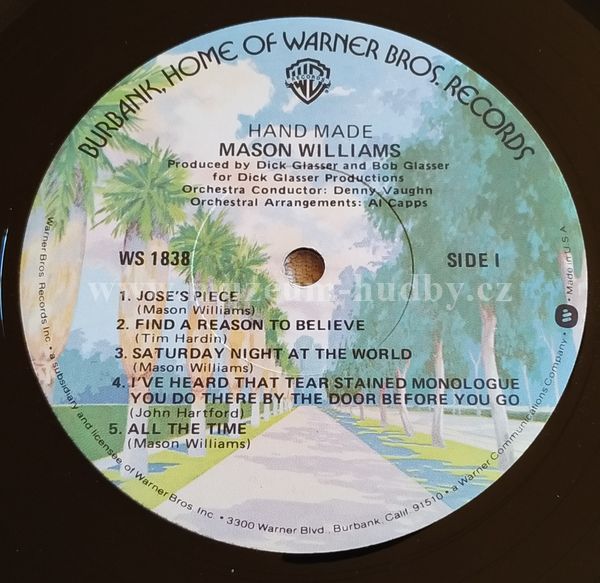 BURBANK, HOME OF WARNER BROS. RECORDS
WB
RECORDS
HAND MADE
MASON WILLIAMS
Produced by Dick Glasser and Bob Glasser
for Dick Glasser Productions
Orchestra Conductor: Denny Vaughn
Orchestral Arrangements: Al Capps
WS 1838
SIDE I
www.muzeum-hudby.cz
1. JOSE'S PIECE
(Mason Williams)
2. FIND A REASON TO BELIEVE
(Tim Hardin)
3. SATURDAY NIGHT AT THE WORLD
(Mason Williams)
4. I'VE HEARD THAT TEAR STAINED MONOLOGUE
YOU DO THERE BY THE DOOR BEFORE YOU GO
(John Hartford)
5. ALL THE TIME
(Mason Williams)
Warner Bros. Records Inc. • a subsidiary and licensee of Warner Bros. Inc. • 3300 Warner Blvd., Burbank, Calif. 91510 • a Warner Communications Company • Made in U.S.A.